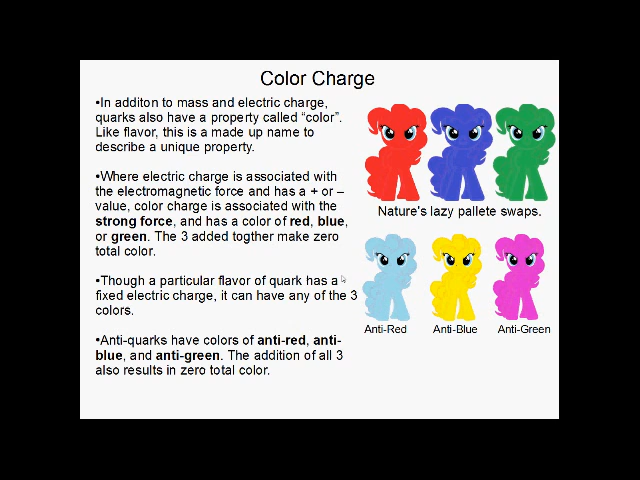 Color Charge
•In additon to mass and electric charge,
quarks also have a property called “color”.
Like flavor, this is a made up name to
describe a unique property.
•Where electric charge is associated with
the electromagnetic force and has a + or –
value, color charge is associated with the
strong force, and has a color of red, blue,
or green. The 3 added togther make zero
total color.
•Though a particular flavor of quark has a
fixed electric charge, it can have any of the 3
colors.
•Anti-quarks have colors of anti-red, anti-
blue, and anti-green. The addition of all 3
also results in zero total color.
Nature's lazy pallete swaps.
Anti-Red
Anti-Blue
Anti-Green